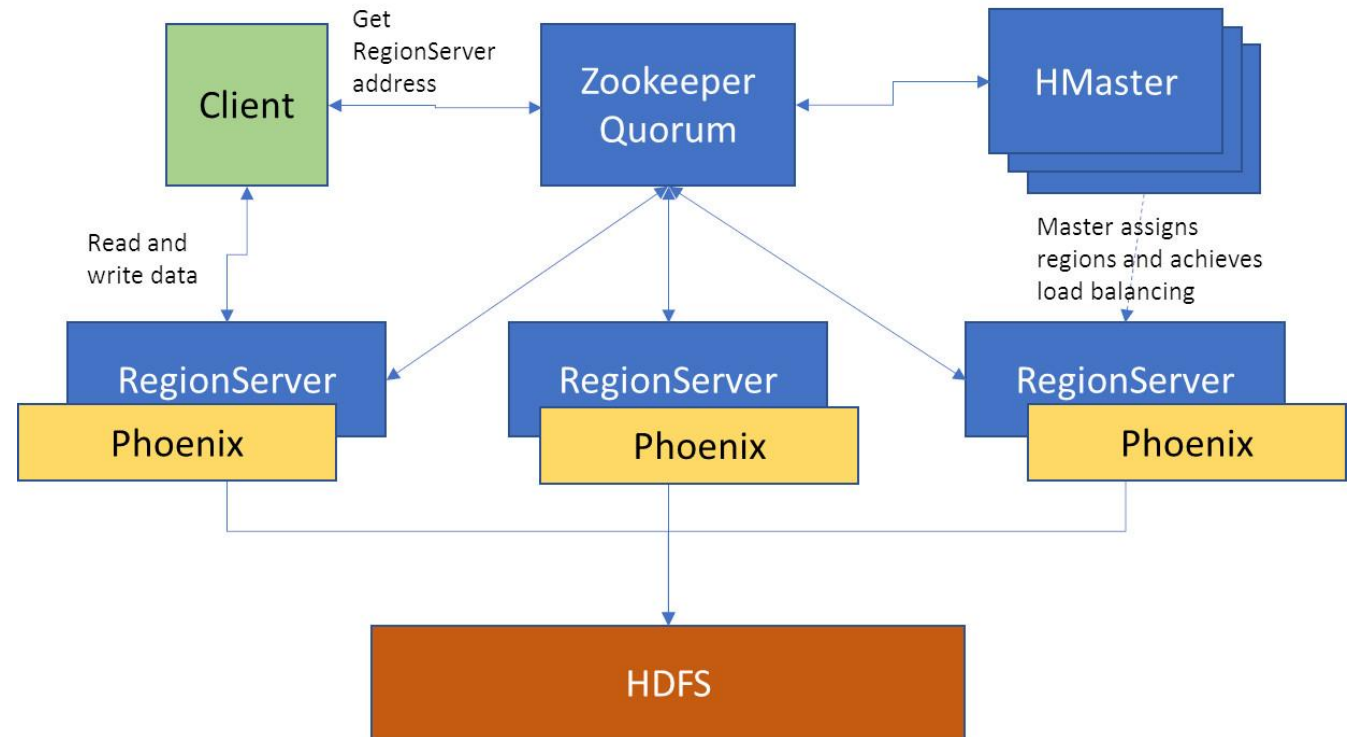 Get
RegionServer
address
Client
Zookeeper
Quorum
HMaster
Read and
write data
Master assigns
regions and achieves
load balancing
RegionServer
RegionServer
RegionServer
Phoenix
Phoenix
Phoenix
HDFS